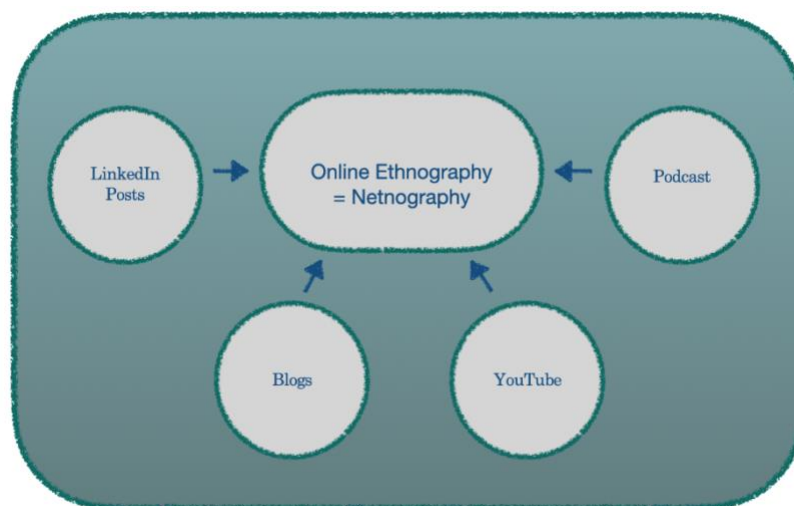 LinkedIn
Posts
Online Ethnography
= Netnography
Podcast
Blogs
YouTube